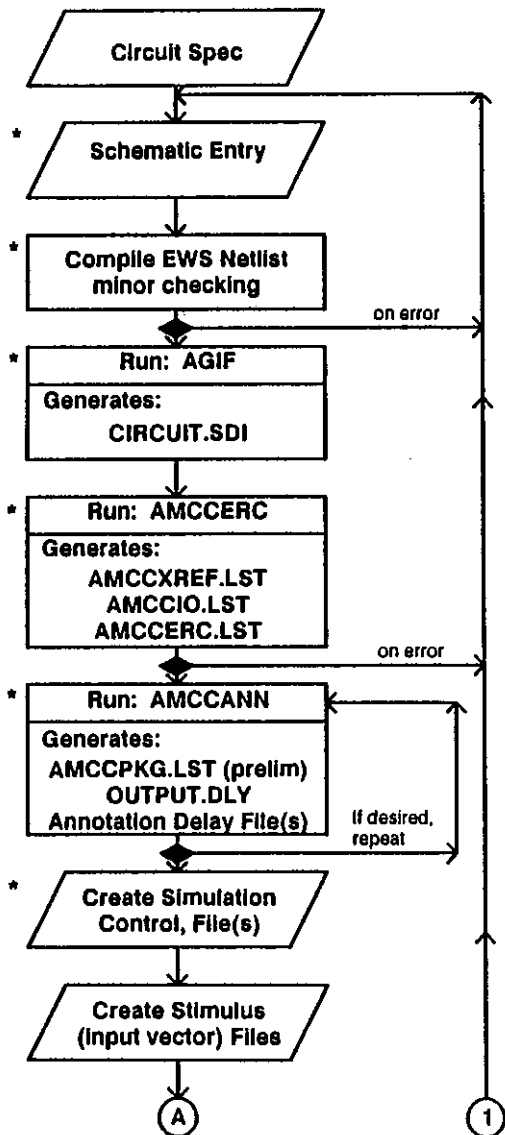 Circuit Spec
*
Schematic Entry
*
Compile EWS Netlist
minor checking
on error
*
Run: AGIF
Generates:
CIRCUIT.SDI
*
Run: AMCCERC
Generates:
AMCCXREF.LST
AMCCIO.LST
AMCCERC.LST
on error
*
Run: AMCCANN
Generates:
AMCCPKG.LST (prelim)
OUTPUT.DLY
Annotation Delay File(s)
If desired,
repeat
*
Create Simulation
Control, File(s)
Create Stimulus
(input vector) Files
A
1